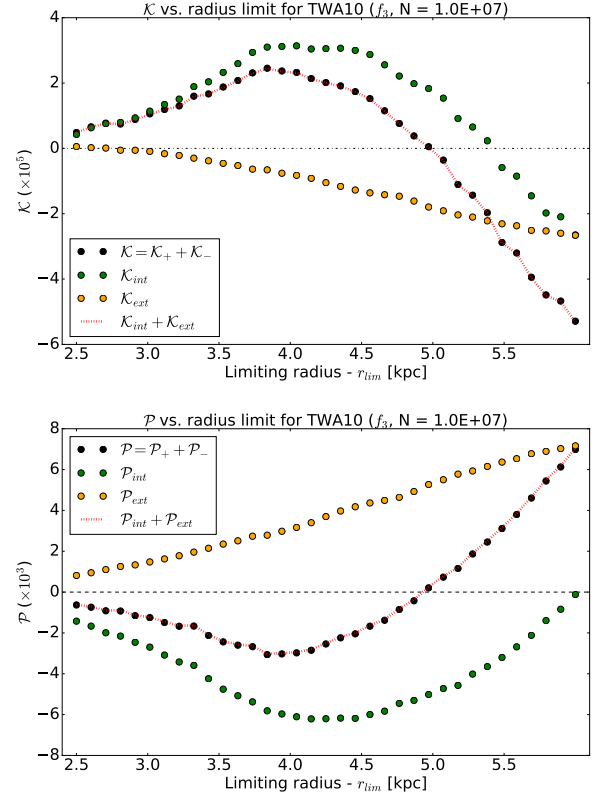 𝒦 vs. radius limit for TWA10 (f₃, N = 1.0E+07)
4
2
0
−2
−4
−6
𝒦 (×10⁵)
𝒦 = 𝒦₊ + 𝒦₋
𝒦_int
𝒦_ext
𝒦_int + 𝒦_ext
2.5 3.0 3.5 4.0 4.5 5.0 5.5
Limiting radius - r_lim [kpc]
𝒫 vs. radius limit for TWA10 (f₃, N = 1.0E+07)
8
6
4
2
0
−2
−4
−6
−8
𝒫 (×10³)
𝒫 = 𝒫₊ + 𝒫₋
𝒫_int
𝒫_ext
𝒫_int + 𝒫_ext
2.5 3.0 3.5 4.0 4.5 5.0 5.5
Limiting radius - r_lim [kpc]